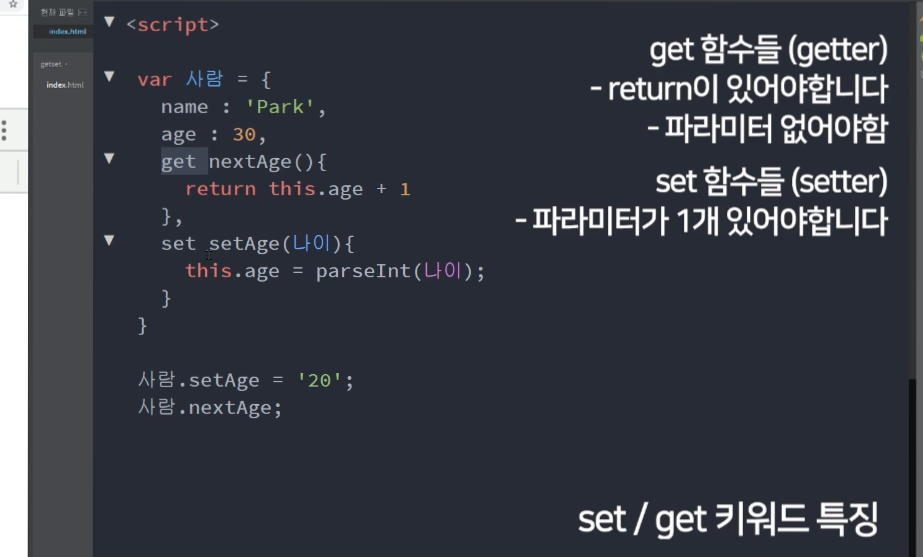 현재 파일
index.html
getset
index.html
<script>
var 사람 = {
name : 'Park',
age : 30,
get nextAge(){
return this.age + 1
},
set setAge(나이){
this.age = parseInt(나이);
}
}
사람.setAge = '20';
사람.nextAge;
get 함수들 (getter)
- return이 있어야합니다
- 파라미터 없어야함
set 함수들 (setter)
- 파라미터가 1개 있어야합니다
set / get 키워드 특징